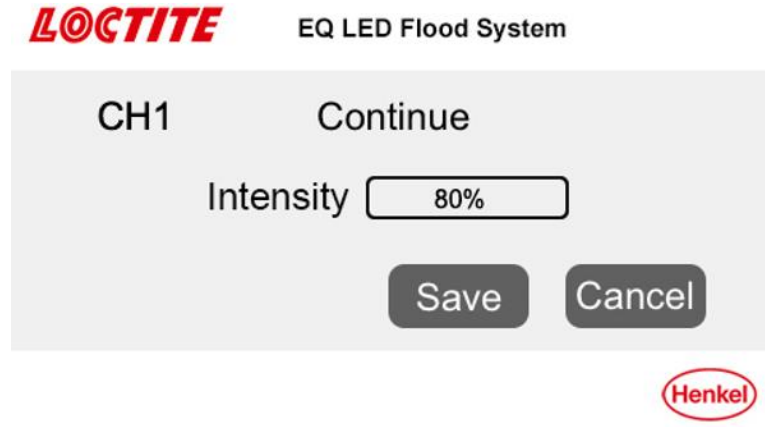 LOCTITE EQ LED Flood System
CH1 Continue
Intensity 80%
Save Cancel
Henkel